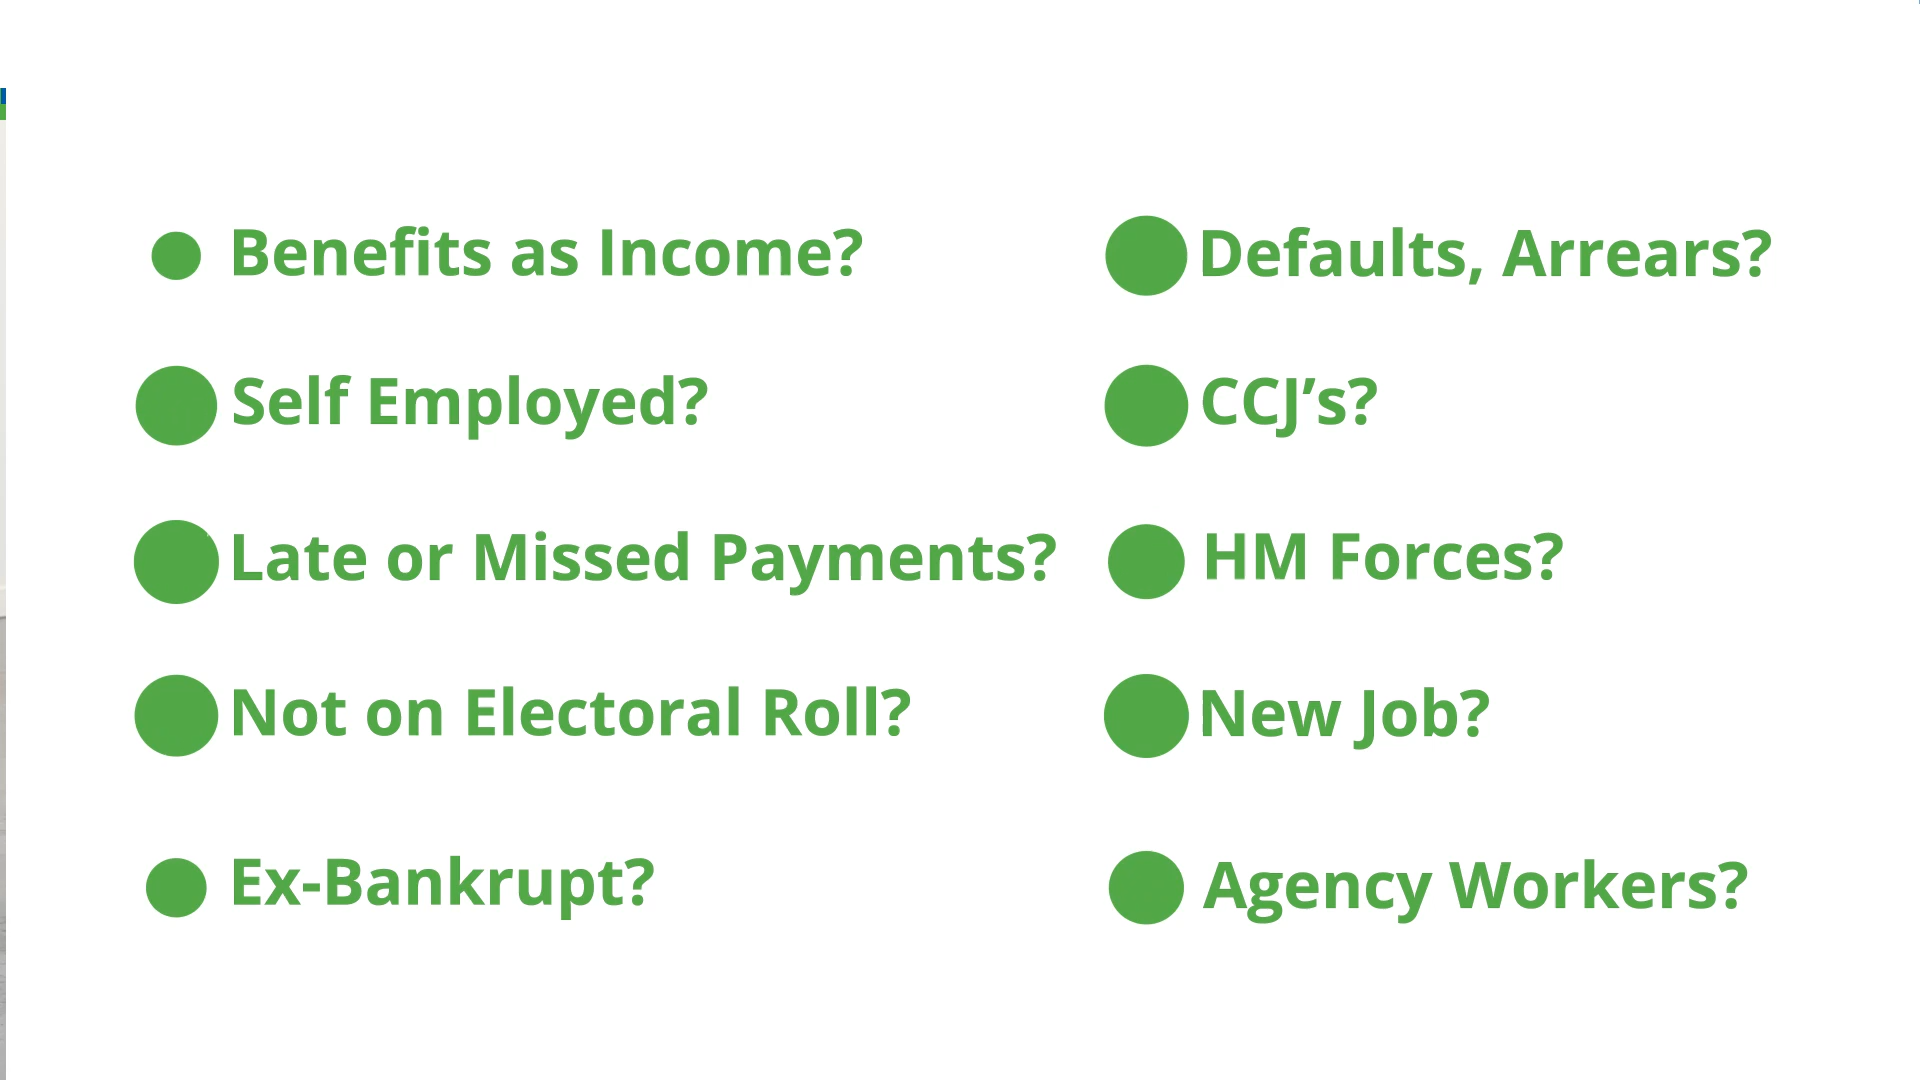 Benefits as Income?
Self Employed?
Late or Missed Payments?
Not on Electoral Roll?
Ex-Bankrupt?
Defaults, Arrears?
CCJ’s?
HM Forces?
New Job?
Agency Workers?